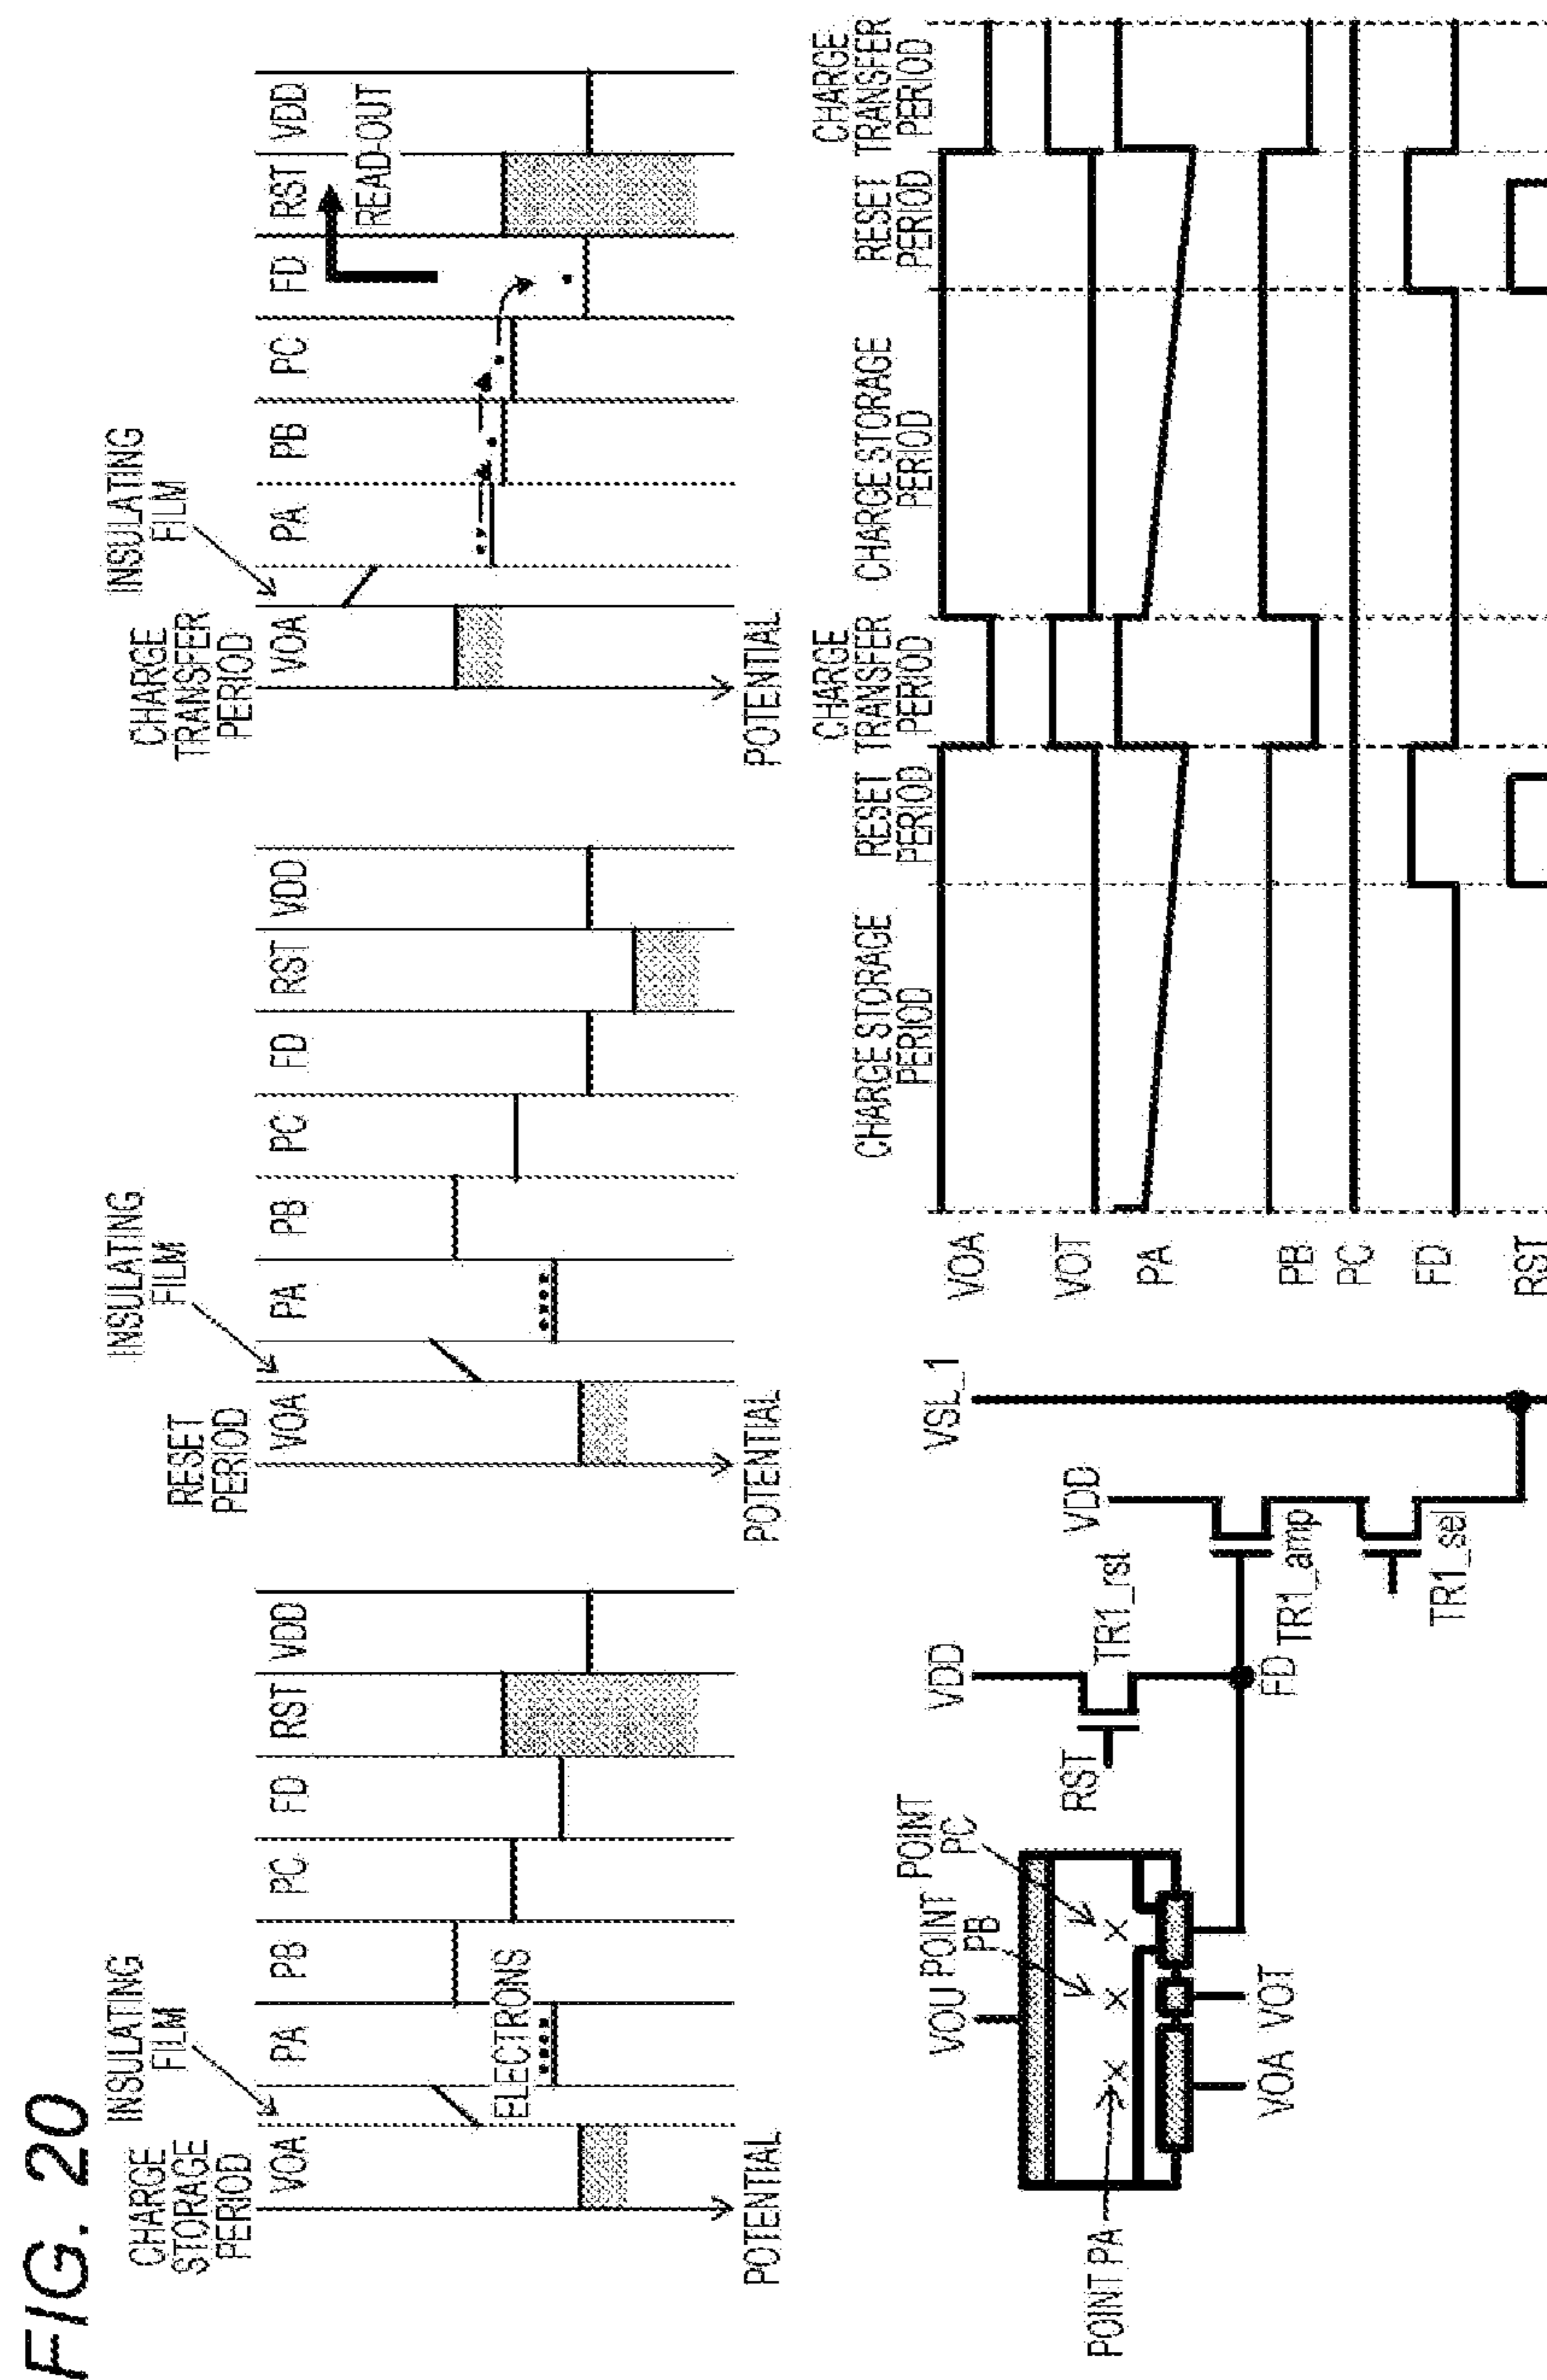 FIG. 20
CHARGE
STORAGE
PERIOD
INSULATING
FILM
VOA
PA
PB
PC
FD
RST
VDD
ELECTRONS
POTENTIAL
RESET
PERIOD
INSULATING
FILM
VOA
PA
PB
PC
FD
RST
VDD
POTENTIAL
CHARGE
TRANSFER
PERIOD
INSULATING
FILM
VOA
PA
PB
PC
FD
RST
VDD
READ-OUT
POTENTIAL
VOU
POINT
PB
POINT
PC
POINT PA
VOA
VOT
RST
VDD
TR1_rst
FD
VDD
TR1_amp
TR1_sel
VSL_1
CHARGE STORAGE
PERIOD
RESET
PERIOD
CHARGE
TRANSFER
PERIOD
CHARGE STORAGE
PERIOD
RESET
PERIOD
CHARGE
TRANSFER
PERIOD
VOA
VOT
PA
PB
PC
FD
RST